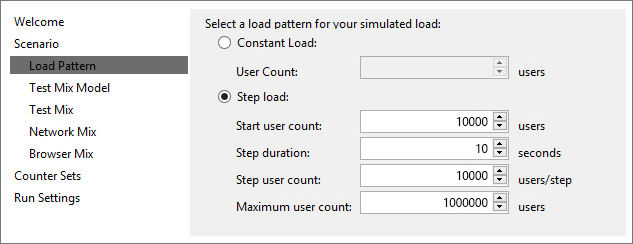 Welcome
Scenario
Load Pattern
Test Mix Model
Test Mix
Network Mix
Browser Mix
Counter Sets
Run Settings
Select a load pattern for your simulated load:
Constant Load:
User Count: users
Step load:
Start user count: 10000 users
Step duration: 10 seconds
Step user count: 10000 users/step
Maximum user count: 1000000 users